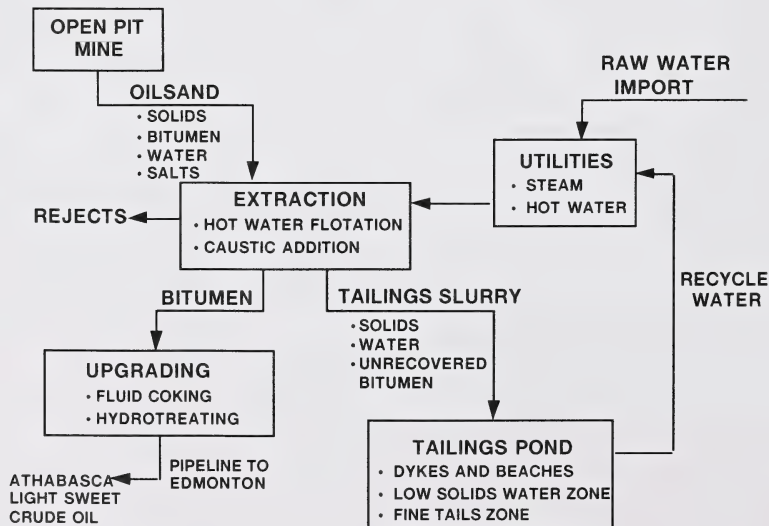 OPEN PIT
MINE
OILSAND
• SOLIDS
• BITUMEN
• WATER
• SALTS
RAW WATER
IMPORT
UTILITIES
• STEAM
• HOT WATER
EXTRACTION
• HOT WATER FLOTATION
• CAUSTIC ADDITION
REJECTS
BITUMEN
TAILINGS SLURRY
• SOLIDS
• WATER
• UNRECOVERED
BITUMEN
RECYCLE
WATER
UPGRADING
• FLUID COKING
• HYDROTREATING
PIPELINE TO
EDMONTON
ATHABASCA
LIGHT SWEET
CRUDE OIL
TAILINGS POND
• DYKES AND BEACHES
• LOW SOLIDS WATER ZONE
• FINE TAILS ZONE